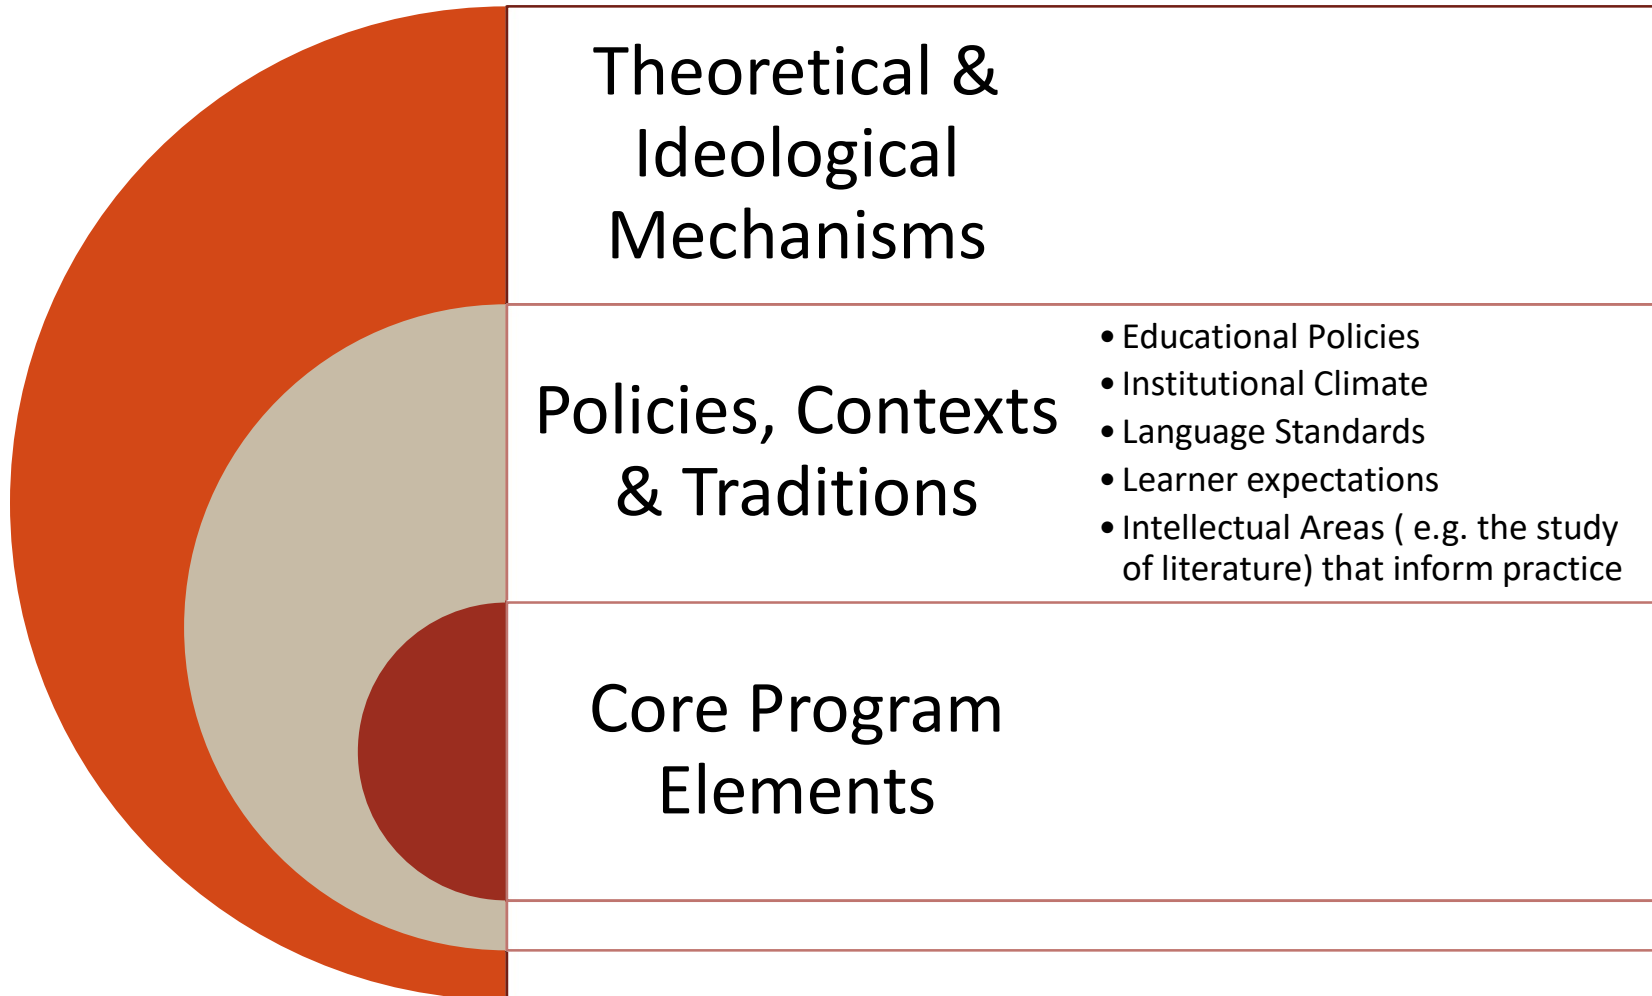 Theoretical &
Ideological
Mechanisms
Policies, Contexts
& Traditions
• Educational Policies
• Institutional Climate
• Language Standards
• Learner expectations
• Intellectual Areas ( e.g. the study
of literature) that inform practice
Core Program
Elements